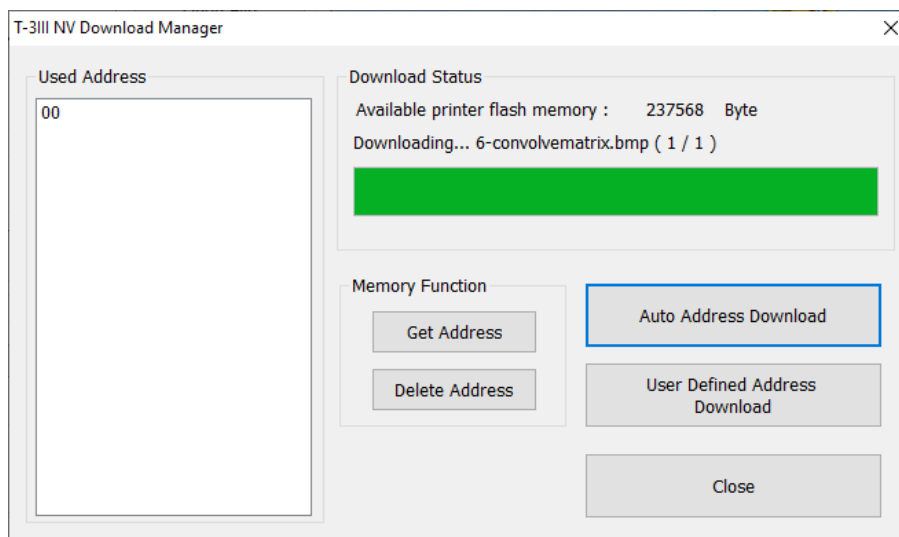 T-3III NV Download Manager
Used Address
00
Download Status
Available printer flash memory : 237568 Byte
Downloading... 6-convolvematrix.bmp ( 1 / 1 )
Memory Function
Get Address
Delete Address
Auto Address Download
User Defined Address
Download
Close